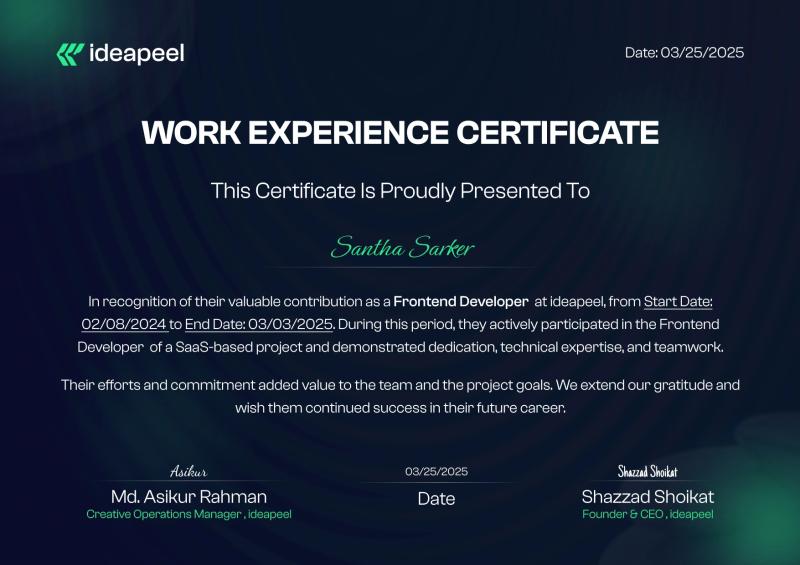 ideapeel
Date: 03/25/2025
WORK EXPERIENCE CERTIFICATE
This Certificate Is Proudly Presented To
Santha Sarker
In recognition of their valuable contribution as a Frontend Developer at ideapeel, from Start Date:
02/08/2024 to End Date: 03/03/2025. During this period, they actively participated in the Frontend
Developer of a SaaS-based project and demonstrated dedication, technical expertise, and teamwork.
Their efforts and commitment added value to the team and the project goals. We extend our gratitude and
wish them continued success in their future career.
Asikur
Md. Asikur Rahman
Creative Operations Manager , ideapeel
03/25/2025
Date
Shazzad Shoikat
Shazzad Shoikat
Founder & CEO , ideapeel